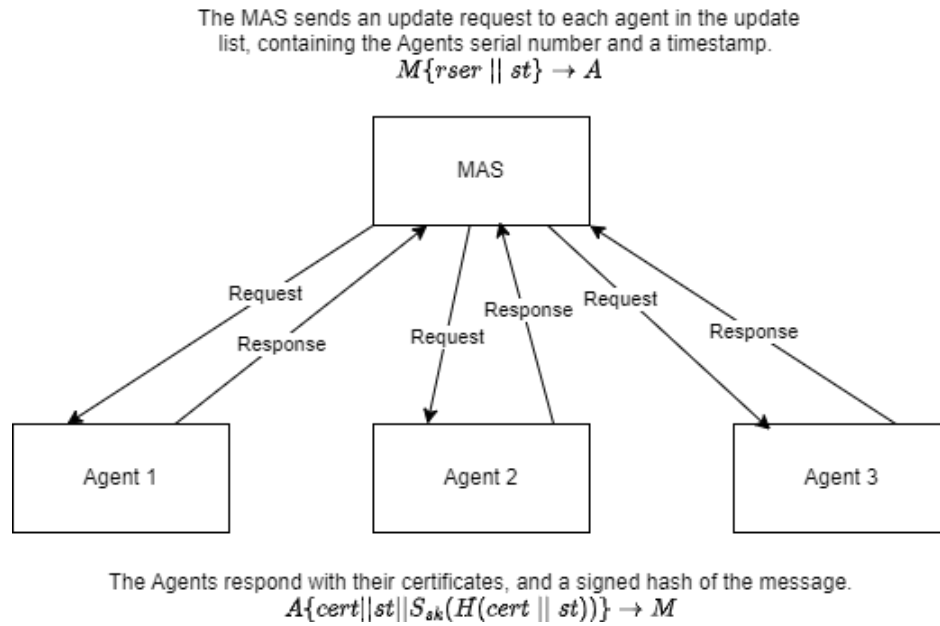 The MAS sends an update request to each agent in the update
list, containing the Agents serial number and a timestamp.
M{rser || st} → A
MAS
Request
Response
Request
Response
Request
Response
Agent 1
Agent 2
Agent 3
The Agents respond with their certificates, and a signed hash of the message.
A{cert||st||S_{sk}(H(cert || st))} → M